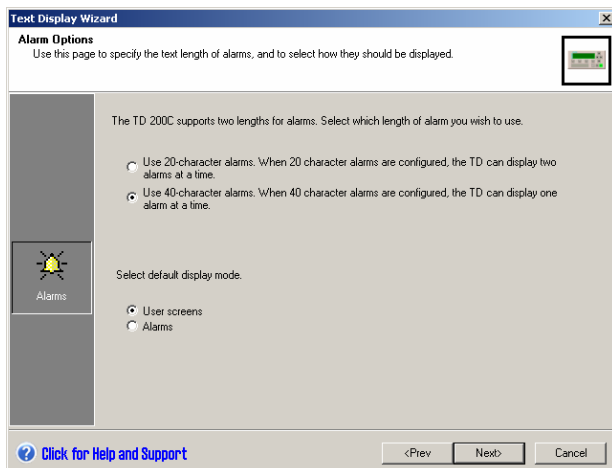 Text Display Wizard
Alarm Options
Use this page to specify the text length of alarms, and to select how they should be displayed.
The TD 200C supports two lengths for alarms. Select which length of alarm you wish to use.
Use 20-character alarms. When 20 character alarms are configured, the TD can display two
alarms at a time.
Use 40-character alarms. When 40 character alarms are configured, the TD can display one
alarm at a time.
Alarms
Select default display mode.
User screens
Alarms
Click for Help and Support
<Prev
Next>
Cancel